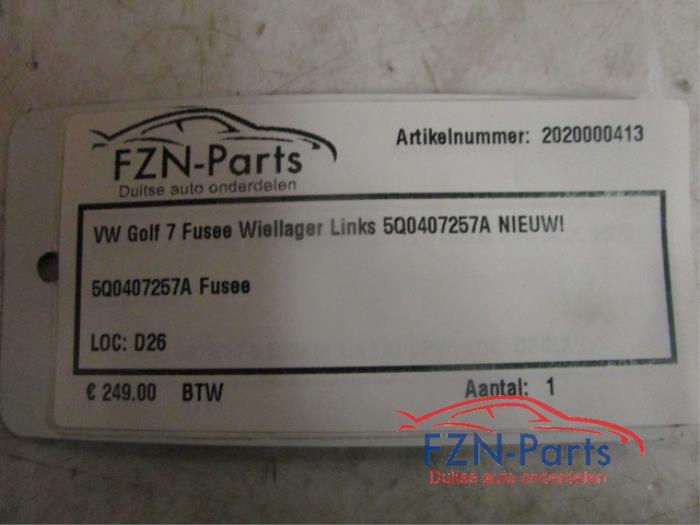 FZN-Parts
Duitse auto onderdelen
Artikelnummer: 2020000413
VW Golf 7 Fusee Wiellager Links 5Q0407257A NIEUW!
5Q0407257A Fusee
LOC: D26
€ 249.00 BTW Aantal: 1
FZN-Parts
Duitse auto onderdelen